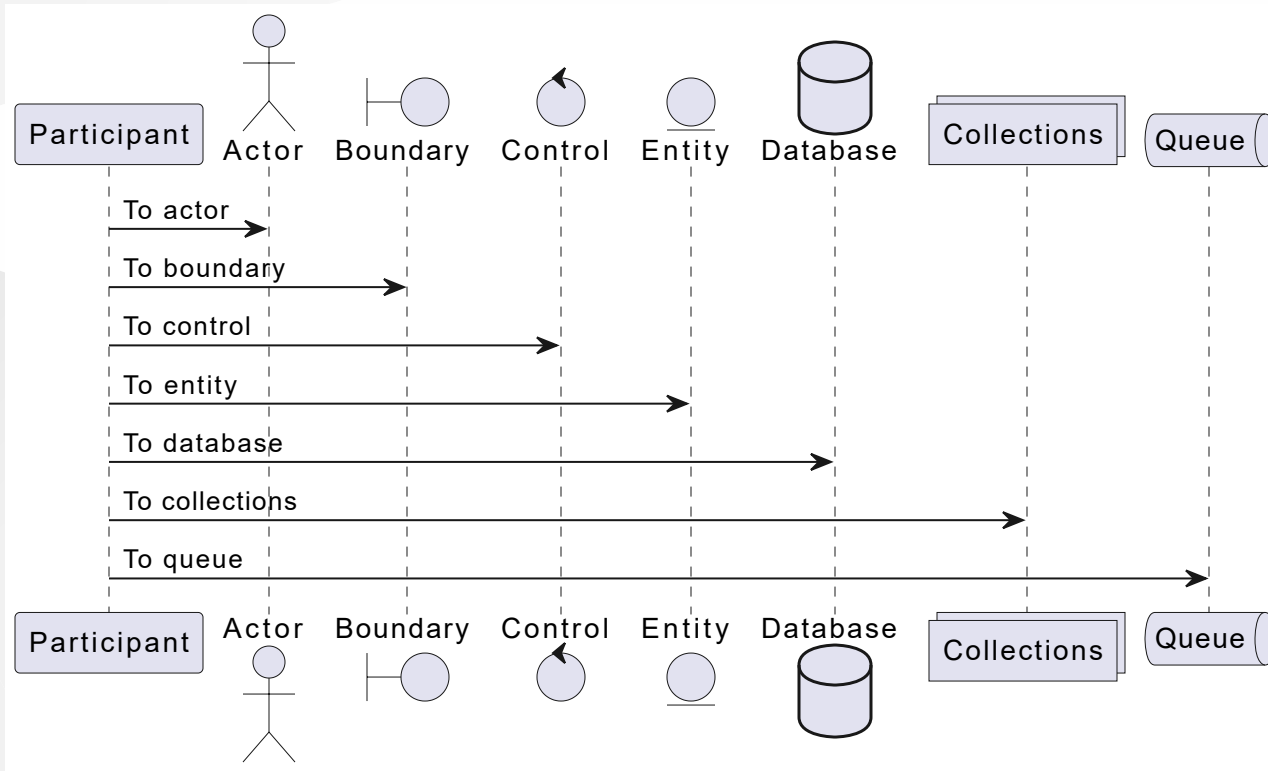 Participant
Actor
Boundary
Control
Entity
Database
Collections
Queue
To actor
To boundary
To control
To entity
To database
To collections
To queue
Participant
Actor
Boundary
Control
Entity
Database
Collections
Queue